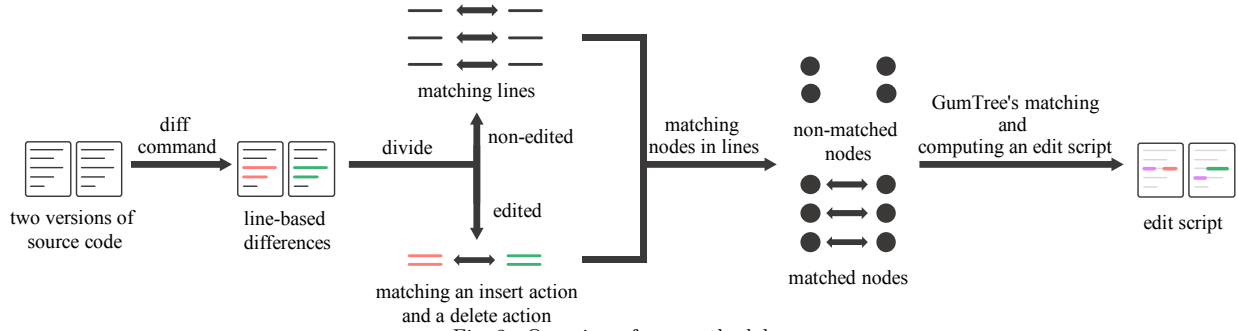 two versions of
source code
diff
command
line-based
differences
divide
matching lines
non-edited
edited
matching an insert action
and a delete action
matching
nodes in lines
non-matched
nodes
matched nodes
GumTree's matching
and
computing an edit script
edit script